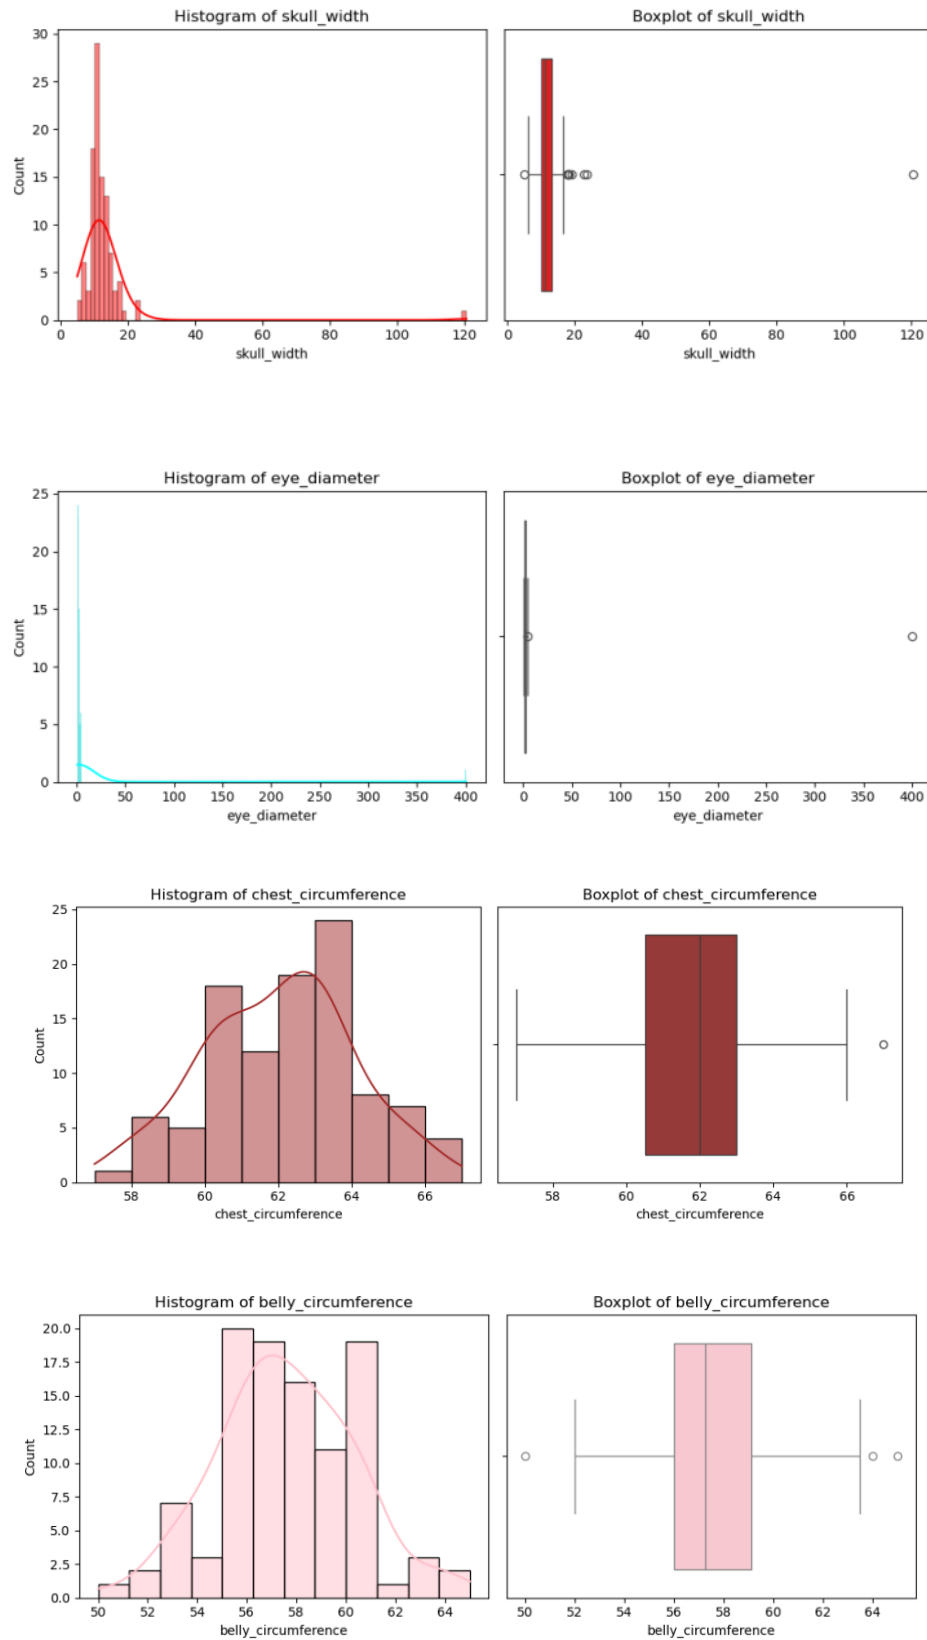 Histogram of skull_width
Boxplot of skull_width
30
25
20
15
10
5
0
Count
0 20 40 60 80 100 120
skull_width
0 20 40 60 80 100 120
skull_width
Histogram of eye_diameter
Boxplot of eye_diameter
25
20
15
10
5
0
Count
0 50 100 150 200 250 300 350 400
eye_diameter
0 50 100 150 200 250 300 350 400
eye_diameter
Histogram of chest_circumference
Boxplot of chest_circumference
25
20
15
10
5
0
Count
58 60 62 64 66
chest_circumference
58 60 62 64 66
chest_circumference
Histogram of belly_circumference
Boxplot of belly_circumference
20.0
17.5
15.0
12.5
10.0
7.5
5.0
2.5
0.0
Count
50 52 54 56 58 60 62 64
belly_circumference
50 52 54 56 58 60 62 64
belly_circumference